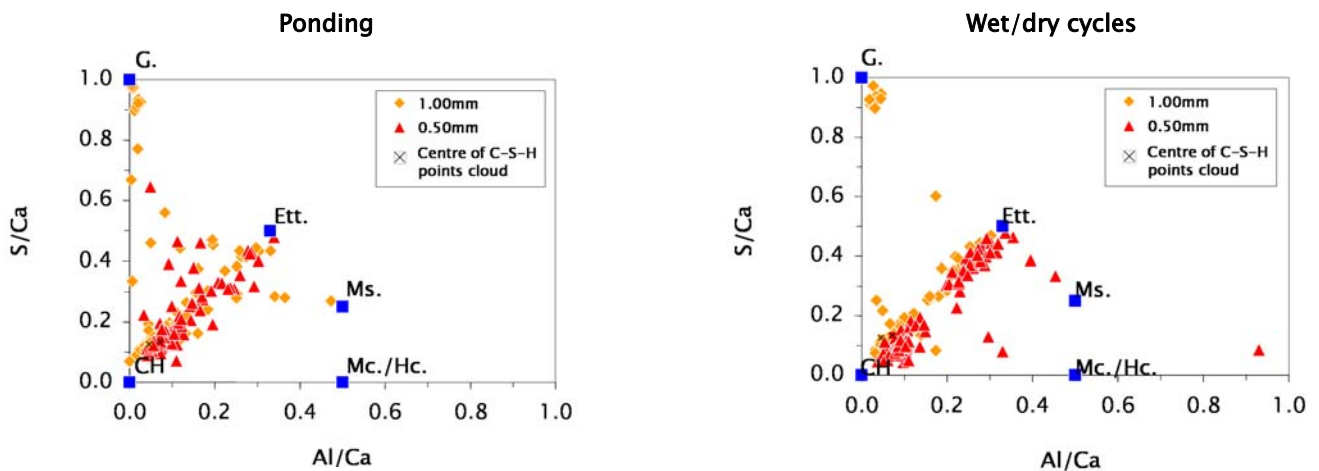 Ponding
G.
1.0
0.8
0.6
0.4
0.2
0.0
S/Ca
1.00mm
0.50mm
Centre of C-S-H
points cloud
Ett.
Ms.
CH
Mc./Hc.
0.0 0.2 0.4 0.6 0.8 1.0
Al/Ca
Wet/dry cycles
G.
1.0
0.8
0.6
0.4
0.2
0.0
S/Ca
1.00mm
0.50mm
Centre of C-S-H
points cloud
Ett.
Ms.
CH
Mc./Hc.
0.0 0.2 0.4 0.6 0.8 1.0
Al/Ca